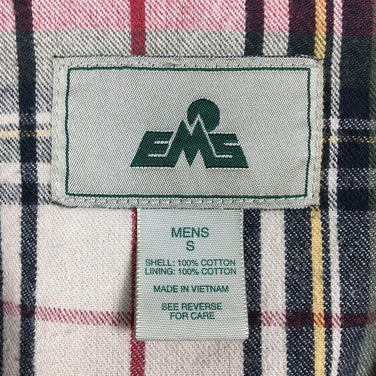 EMS
MENS
S
SHELL: 100% COTTON
LINING: 100% COTTON
MADE IN VIETNAM
SEE REVERSE
FOR CARE